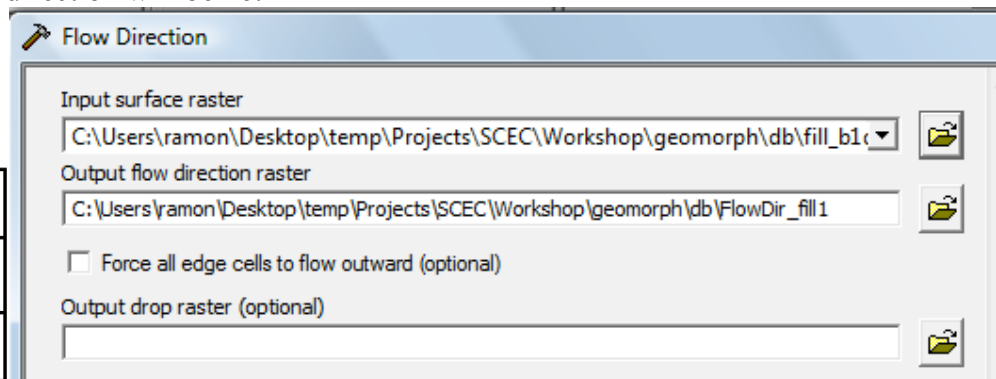 Flow Direction
Input surface raster
C:\Users\ramon\Desktop\temp\Projects\SCEC\Workshop\geomorph\db\fill_b1
Output flow direction raster
C:\Users\ramon\Desktop\temp\Projects\SCEC\Workshop\geomorph\db\FlowDir_fill1
Force all edge cells to flow outward (optional)
Output drop raster (optional)